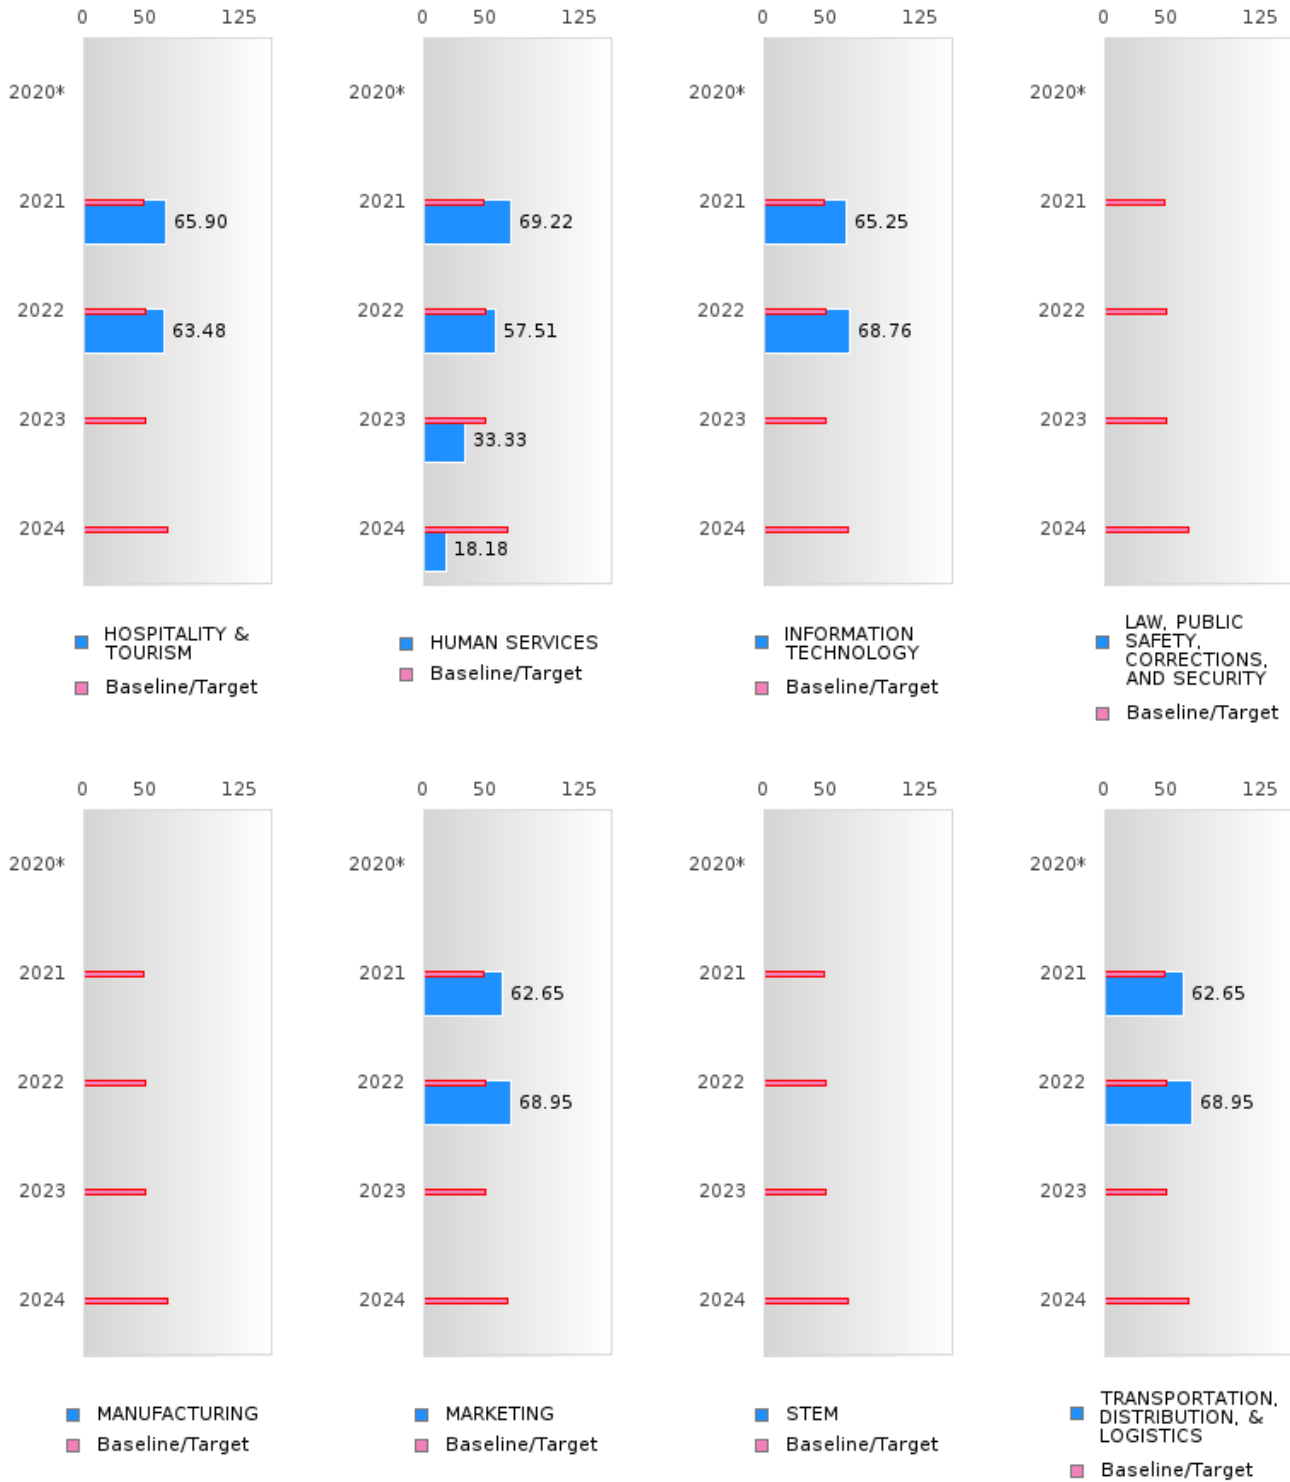 0 50 125
2020*
2021
65.90
2022
63.48
2023
2024
HOSPITALITY &
TOURISM
Baseline/Target
0 50 125
2020*
2021
69.22
2022
57.51
2023
33.33
2024
18.18
HUMAN SERVICES
Baseline/Target
0 50 125
2020*
2021
65.25
2022
68.76
2023
2024
INFORMATION
TECHNOLOGY
Baseline/Target
0 50 125
2020*
2021
2022
2023
2024
LAW, PUBLIC
SAFETY,
CORRECTIONS,
AND SECURITY
Baseline/Target
0 50 125
2020*
2021
2022
2023
2024
MANUFACTURING
Baseline/Target
0 50 125
2020*
2021
62.65
2022
68.95
2023
2024
MARKETING
Baseline/Target
0 50 125
2020*
2021
2022
2023
2024
STEM
Baseline/Target
0 50 125
2020*
2021
62.65
2022
68.95
2023
2024
TRANSPORTATION,
DISTRIBUTION, &
LOGISTICS
Baseline/Target